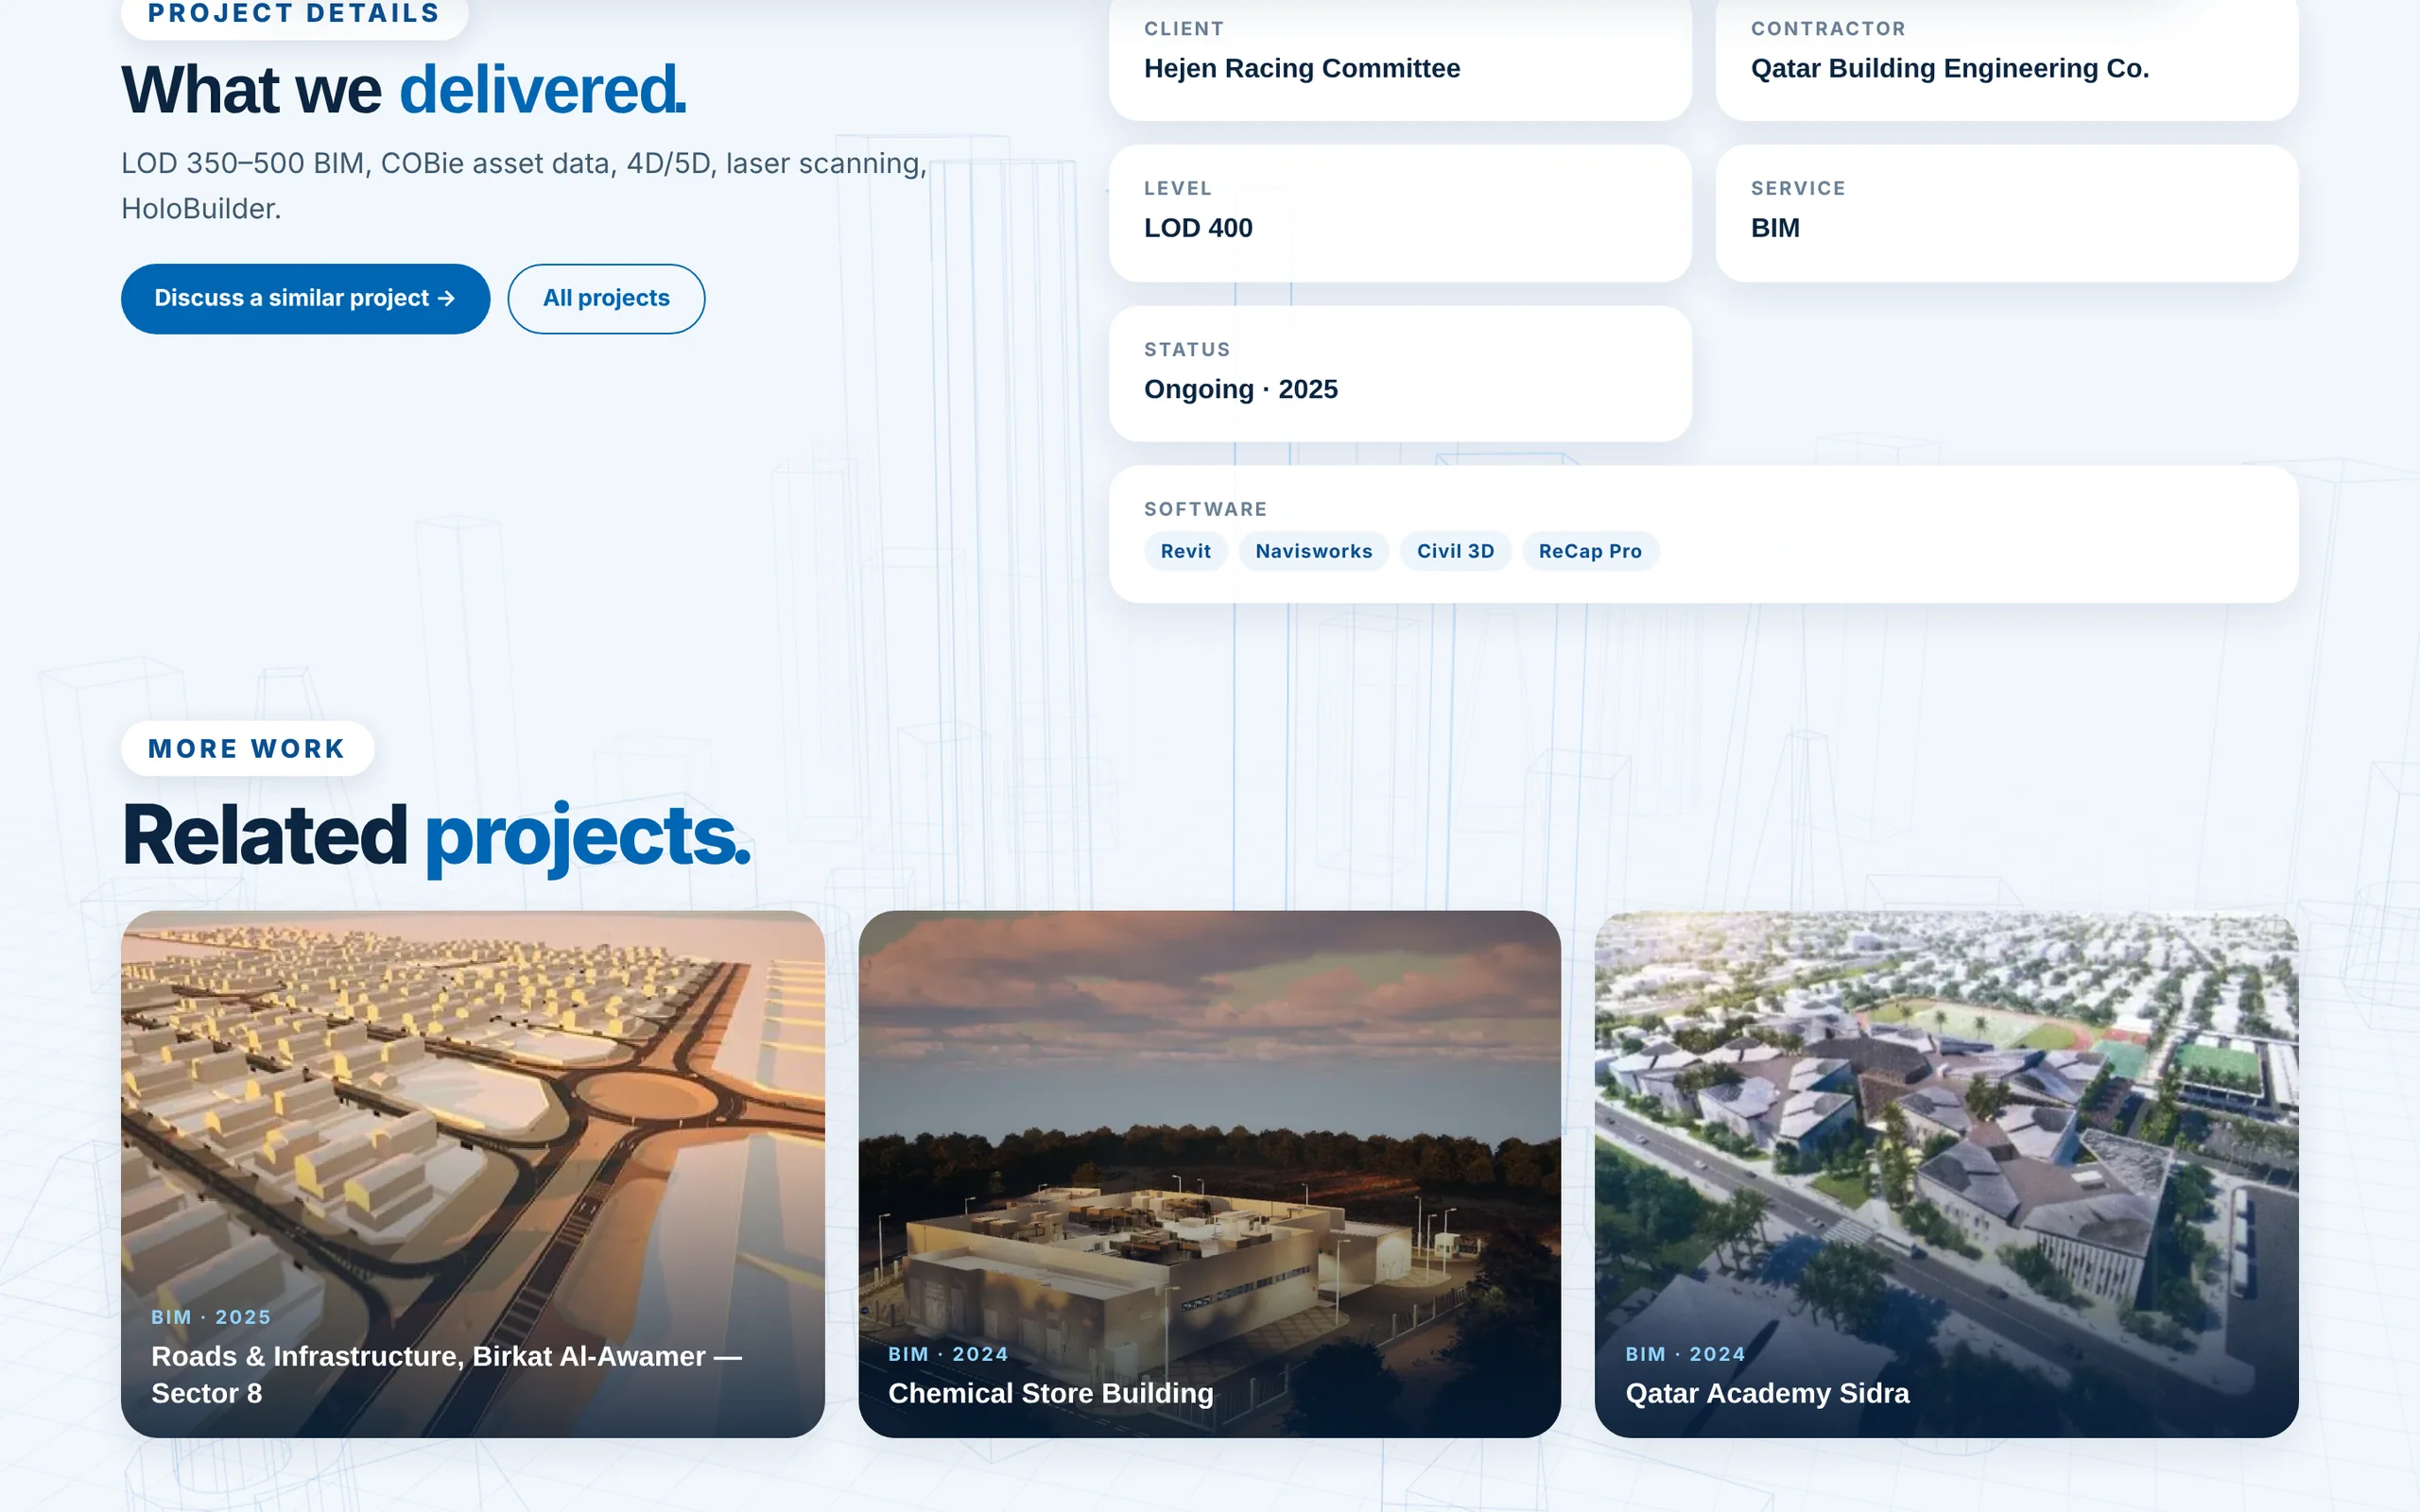 PROJECT DETAILS
What we delivered.
LOD 350–500 BIM, COBie asset data, 4D/5D, laser scanning,
HoloBuilder.
Discuss a similar project →
All projects
CLIENT
Hejen Racing Committee
CONTRACTOR
Qatar Building Engineering Co.
LEVEL
LOD 400
SERVICE
BIM
STATUS
Ongoing · 2025
SOFTWARE
Revit
Navisworks
Civil 3D
ReCap Pro
MORE WORK
Related projects.
BIM · 2025
Roads & Infrastructure, Birkat Al-Awamer —
Sector 8
BIM · 2024
Chemical Store Building
BIM · 2024
Qatar Academy Sidra